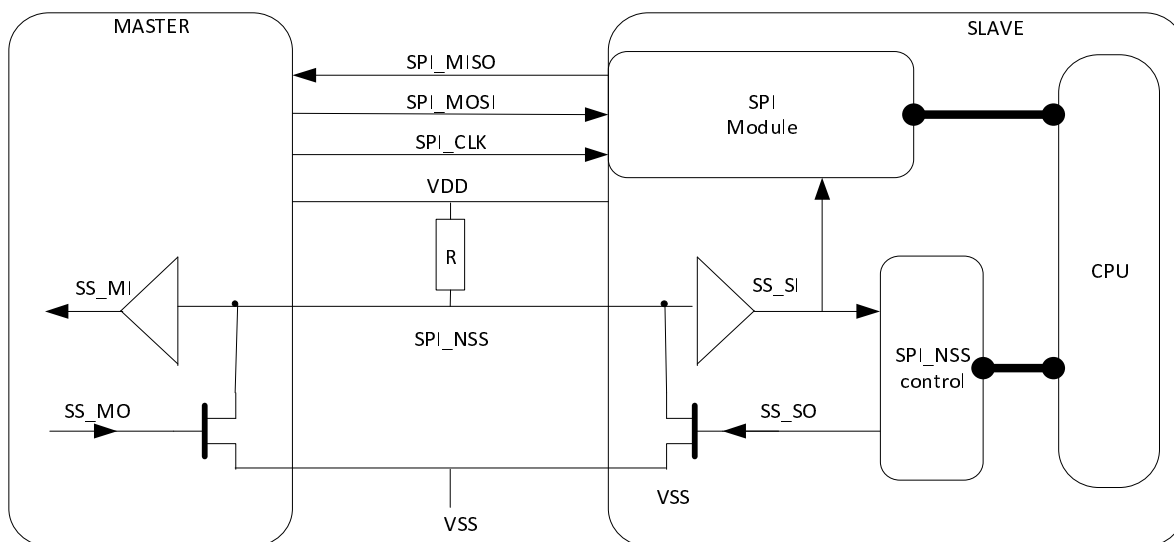 MASTER
SLAVE
SPI_MISO
SPI_MOSI
SPI_CLK
VDD
SPI
Module
R
CPU
SS_MI
SS_SI
SPI_NSS
SPI_NSS
control
SS_MO
SS_SO
VSS
VSS